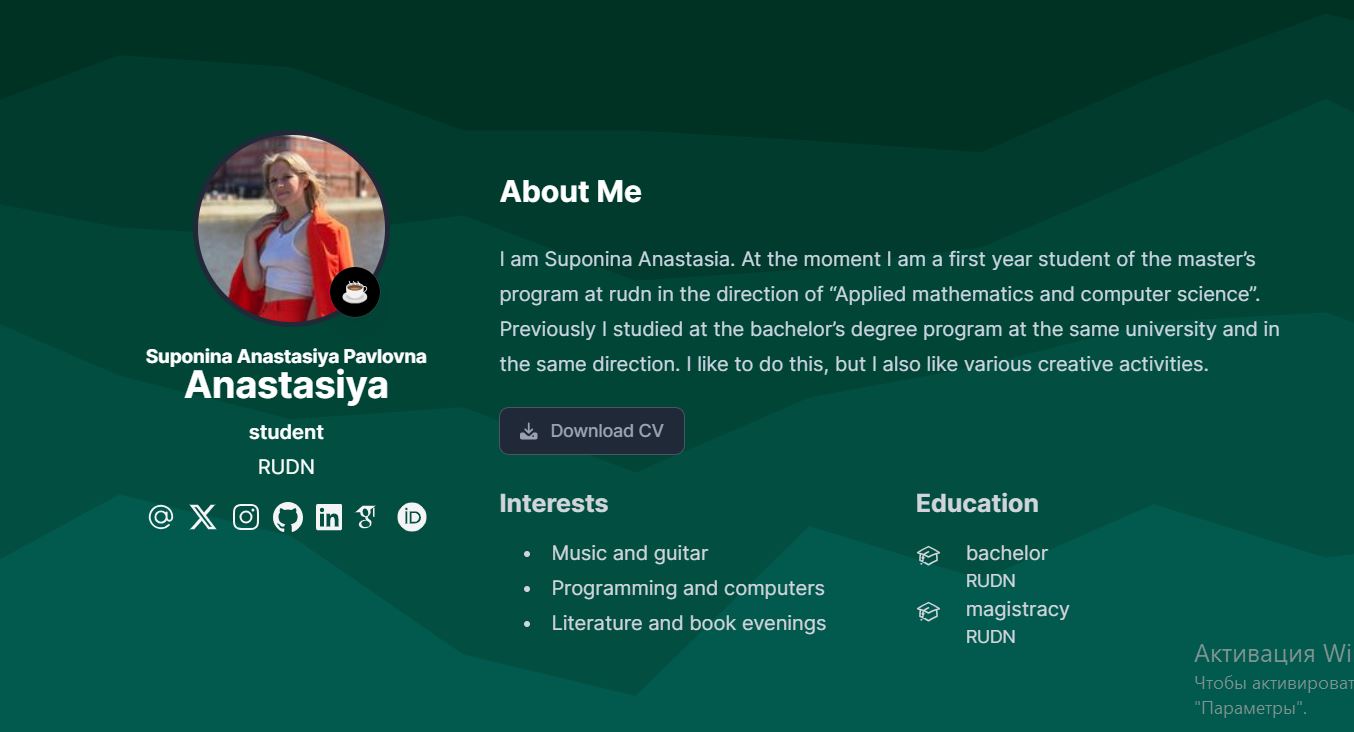 Suponina Anastasiya Pavlovna
Anastasiya
student
RUDN
About Me
I am Suponina Anastasia. At the moment I am a first year student of the master’s
program at rudn in the direction of “Applied mathematics and computer science”.
Previously I studied at the bachelor’s degree program at the same university and in
the same direction. I like to do this, but I also like various creative activities.
Download CV
Interests
Music and guitar
Programming and computers
Literature and book evenings
Education
bachelor
RUDN
magistracy
RUDN
Активация Wi
Чтобы активироват
"Параметры".